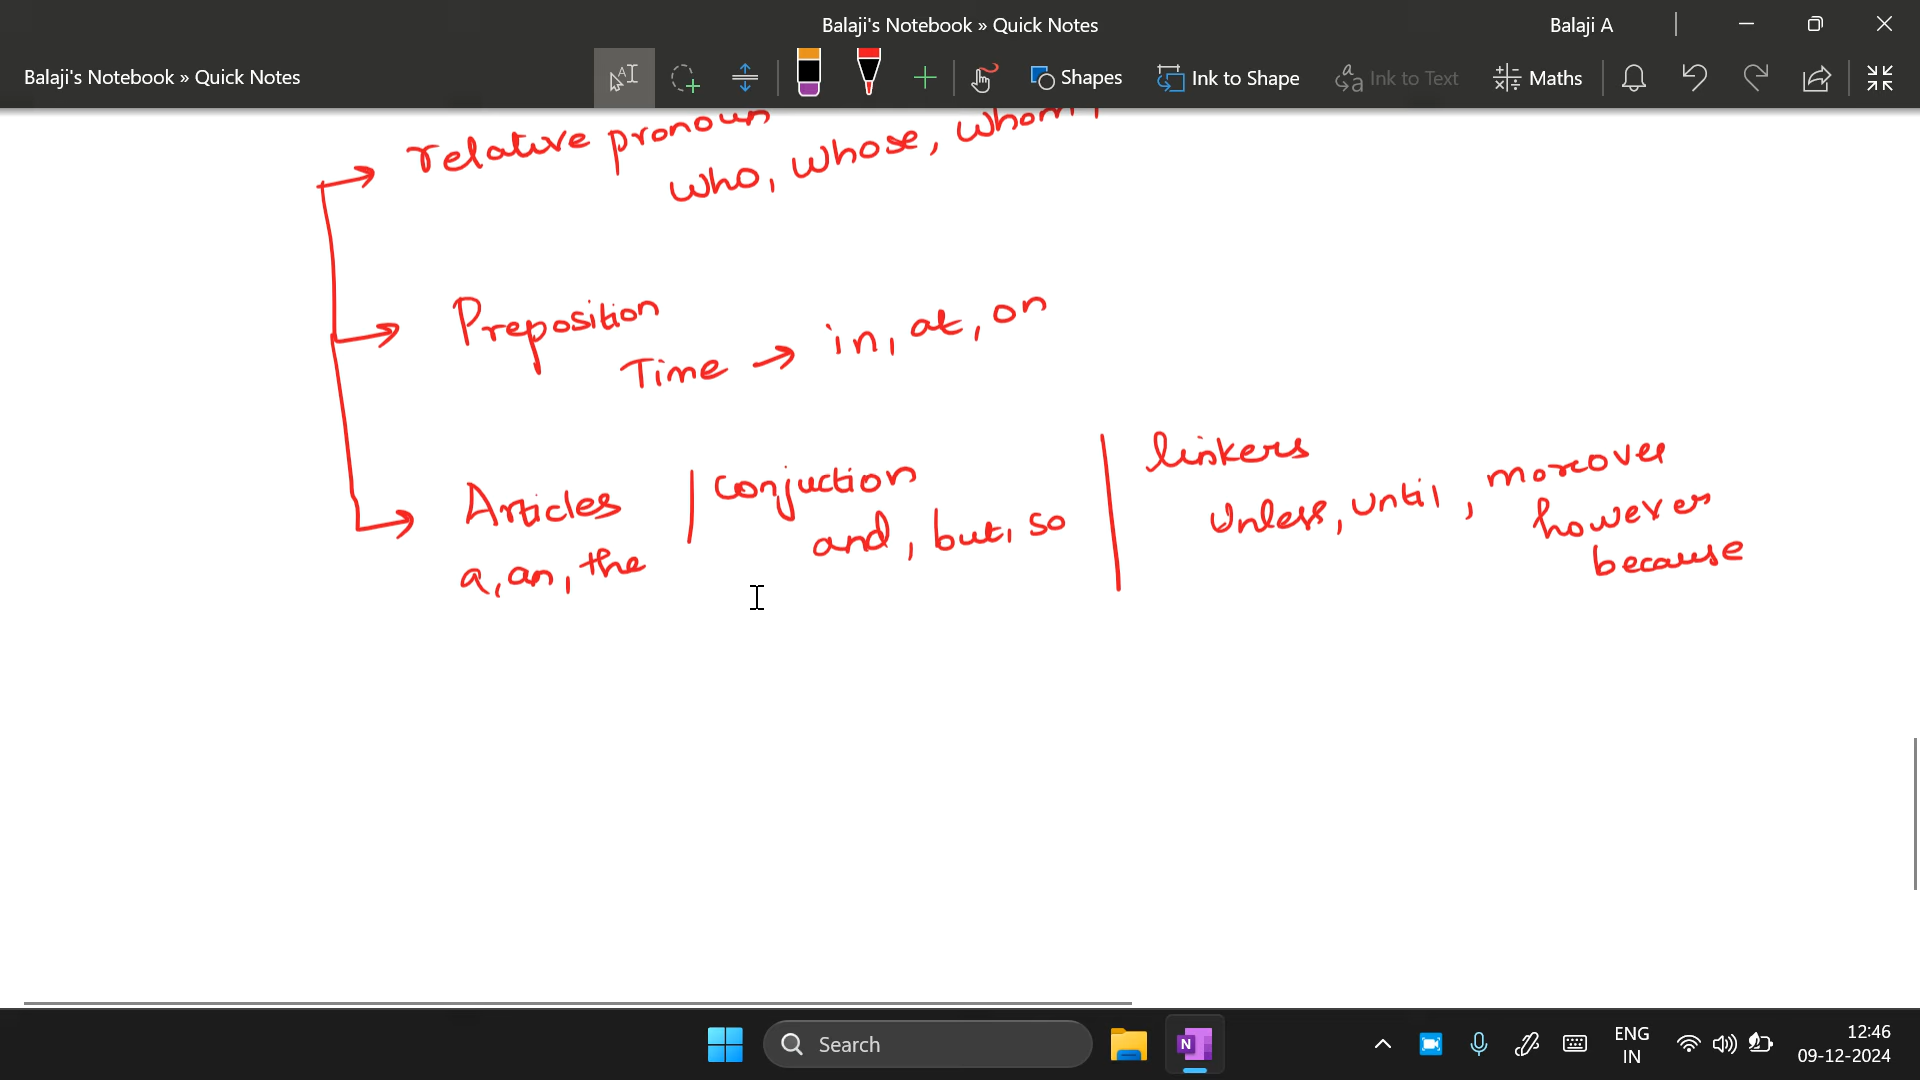 Balaji's Notebook » Quick Notes
Balaji A
Balaji's Notebook » Quick Notes
Shapes
Ink to Shape
Ink to Text
Maths
relative pronoun
who, whose, whom,
Preposition
Time → in, at, on
Articles | conjuction | linkers
a, an, the
and, but, so
Unless, until, moreover
however
because
Search
ENG
IN
12:46
09-12-2024